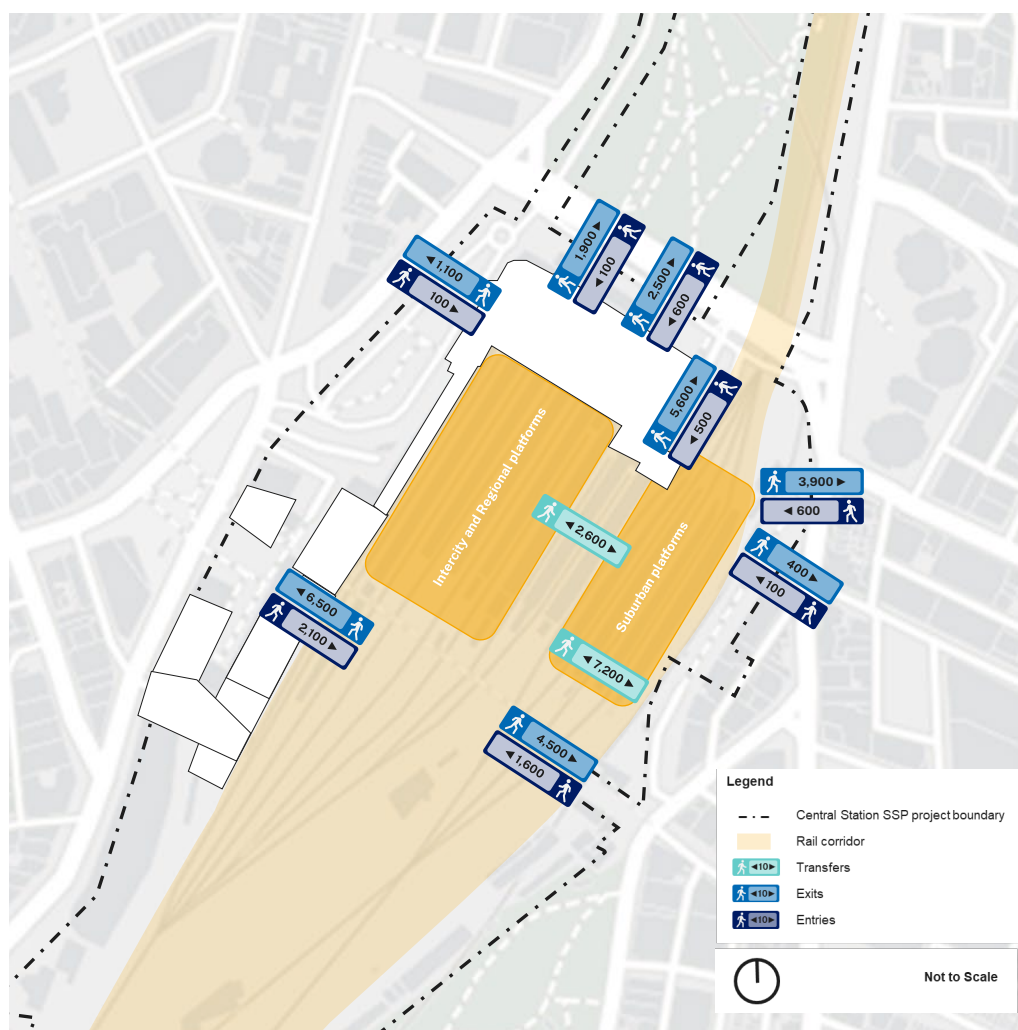 1,900 ►
◄ 100
2,500 ►
◄ 600
◄ 1,100
100 ►
5,600 ►
◄ 500
Intercity and Regional platforms
3,900 ►
◄ 600
◄ 2,600 ►
Suburban platforms
400 ►
◄ 100
◄ 6,500
2,100 ►
◄ 7,200 ►
4,500 ►
◄ 1,600
Legend
Central Station SSP project boundary
Rail corridor
◄10► Transfers
◄10► Exits
◄10► Entries
Not to Scale